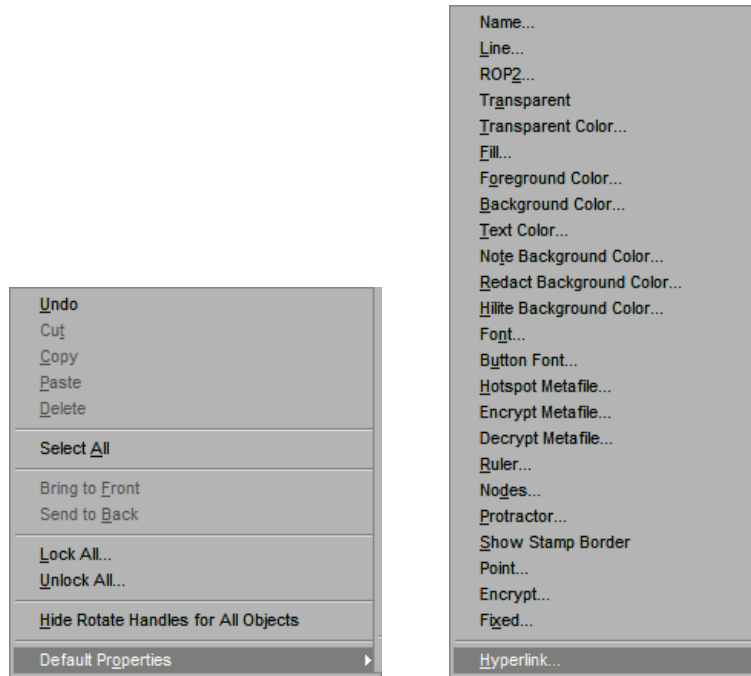 Undo
Cut
Copy
Paste
Delete
Select All
Bring to Front
Send to Back
Lock All...
Unlock All...
Hide Rotate Handles for All Objects
Default Properties
Name...
Line...
ROP2...
Transparent
Transparent Color...
Fill...
Foreground Color...
Background Color...
Text Color...
Note Background Color...
Redact Background Color...
Hilite Background Color...
Font...
Button Font...
Hotspot Metafile...
Encrypt Metafile...
Decrypt Metafile...
Ruler...
Nodes...
Protractor...
Show Stamp Border
Point...
Encrypt...
Fixed...
Hyperlink...